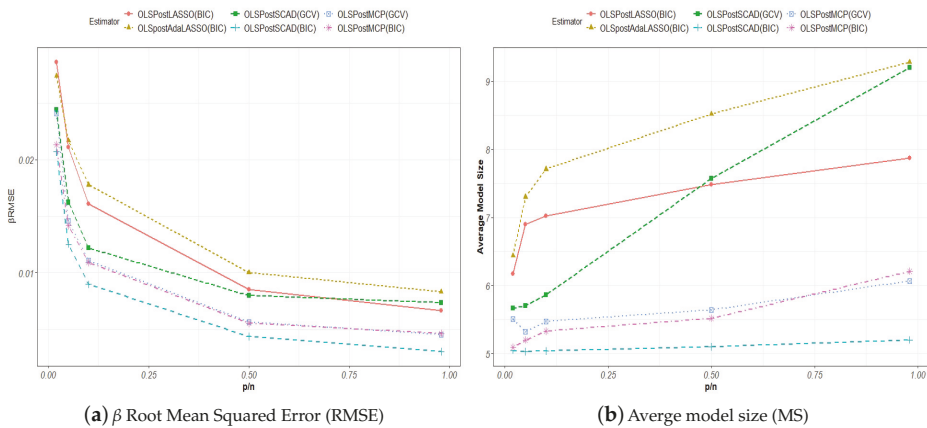 Estimator
OLSPostLASSO(BIC) OLSPostSCAD(GCV) OLSPostMCP(GCV)
OLSpostAdaLASSO(BIC) OLSPostSCAD(BIC) OLSPostMCP(BIC)
βRMSE
0.02
0.01
0.00 0.25 0.50 0.75 1.00
p/n
(a) β Root Mean Squared Error (RMSE)
Estimator
OLSPostLASSO(BIC) OLSPostSCAD(GCV) OLSPostMCP(GCV)
OLSpostAdaLASSO(BIC) OLSPostSCAD(BIC) OLSPostMCP(BIC)
Average Model Size
9
8
7
6
5
0.00 0.25 0.50 0.75 1.00
p/n
(b) Averge model size (MS)